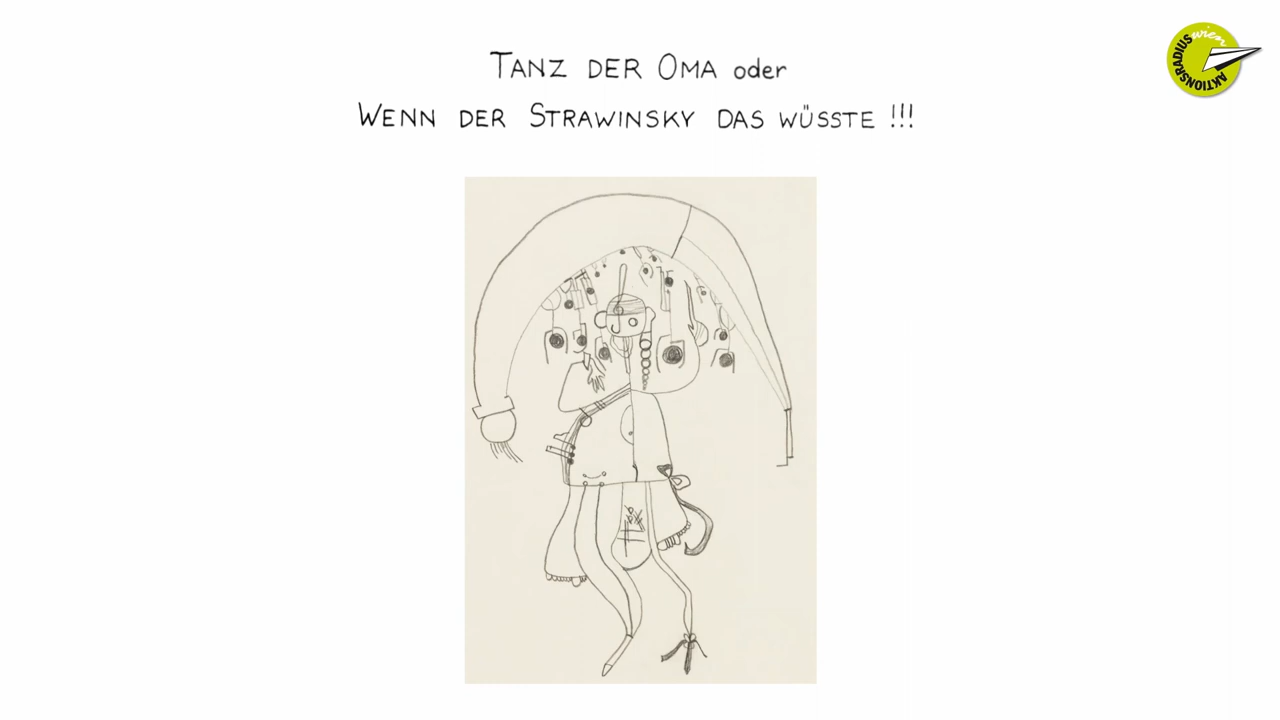 TANZ DER OMA oder
WENN DER STRAWINSKY DAS WÜSSTE !!!
AKTIONSRADIUS wien